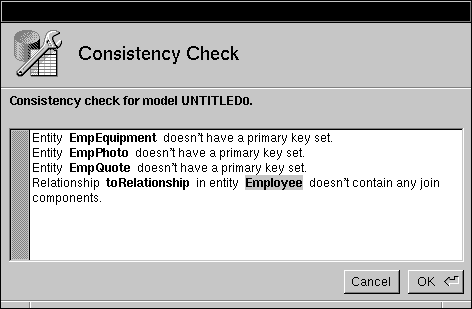 Consistency Check
Consistency check for model UNTITLED0.
Entity EmpEquipment doesn't have a primary key set.
Entity EmpPhoto doesn't have a primary key set.
Entity EmpQuote doesn't have a primary key set.
Relationship toRelationship in entity Employee doesn't contain any join
components.
Cancel OK